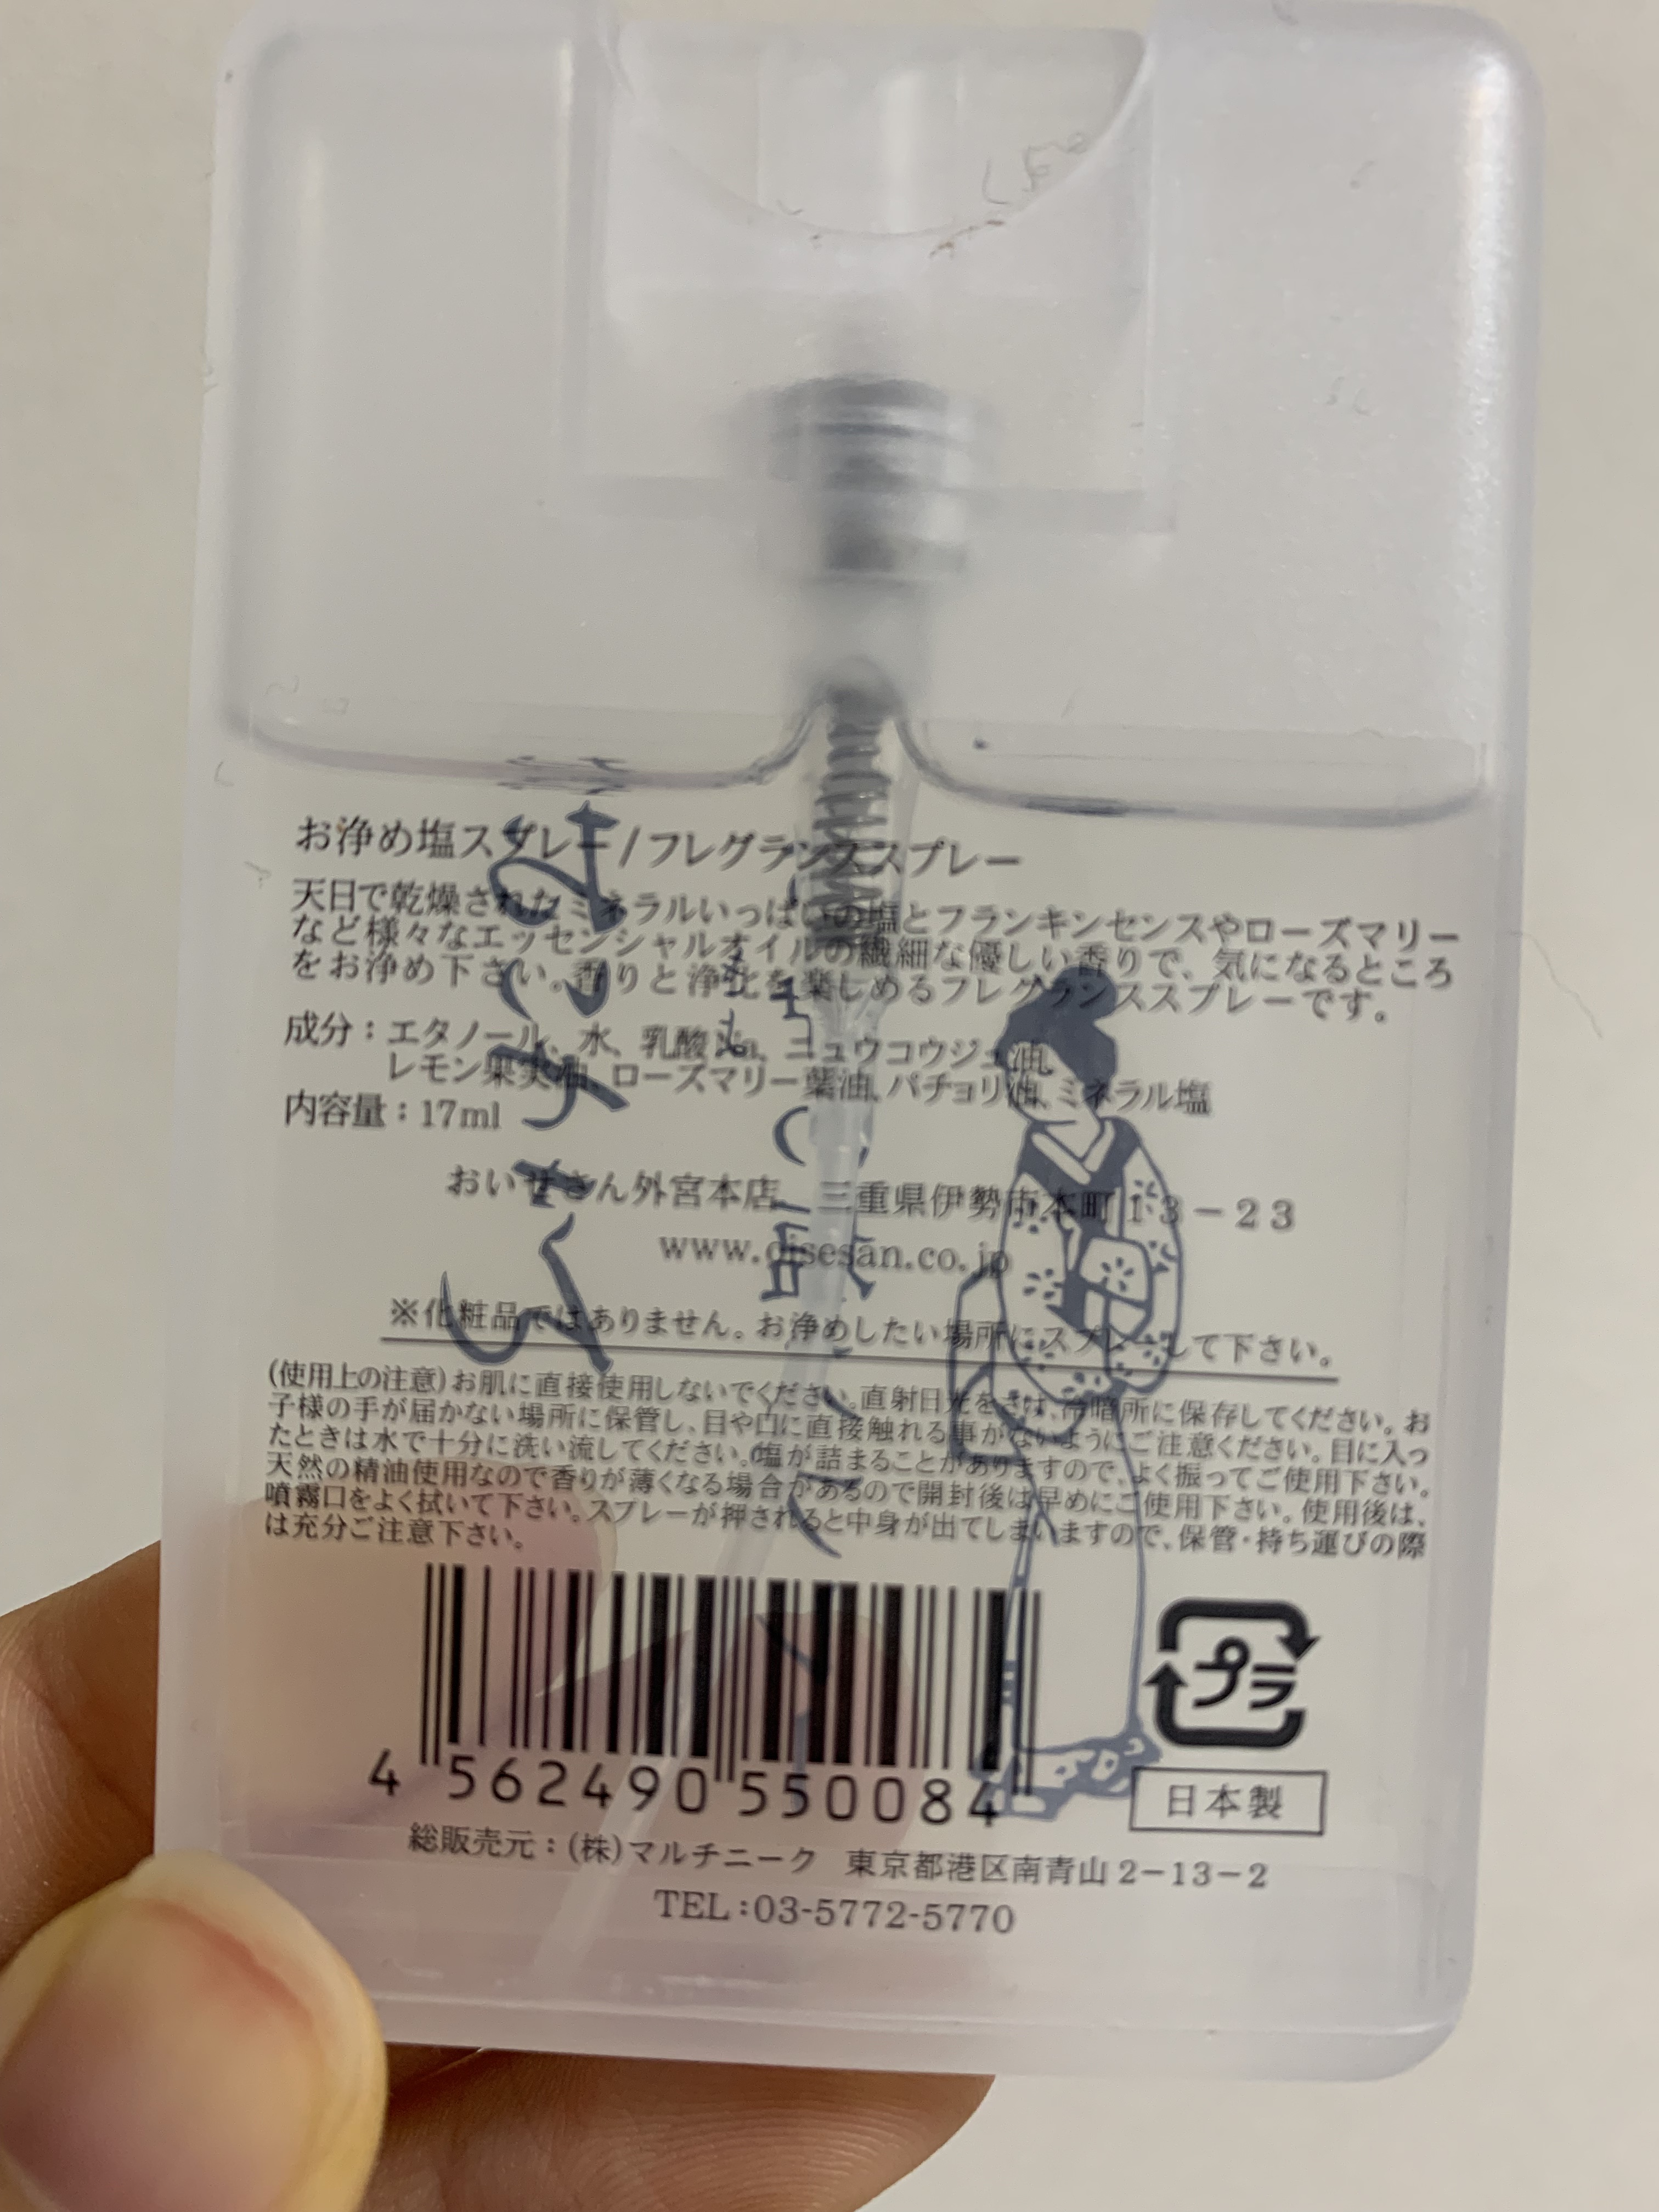 お浄め塩スプレー/フレグランススプレー
天日で乾燥されたミネラルいっぱいの塩とフランキンセンスやローズマリー
など様々なエッセンシャルオイルの繊細な優しい香りで、気になるところ
をお浄め下さい。香りと浄化を楽しめるフレグランススプレーです。
成分：エタノール、水、乳酸Na、ニュウコウジュ油、
レモン果実油、ローズマリー葉油、パチョリ油、ミネラル塩
内容量：17ml
おいせさん外宮本店 三重県伊勢市本町13－23
www.oisesan.co.jp
※化粧品ではありません。お浄めしたい場所にスプレーして下さい。
(使用上の注意)お肌に直接使用しないでください。直射日光をさけ、冷暗所に保存してください。お
子様の手が届かない場所に保管し、目や口に直接触れる事がないようにご注意ください。目に入っ
たときは水で十分に洗い流してください。塩が詰まることがありますので、よく振ってご使用下さい。
天然の精油使用なので香りが薄くなる場合があるので開封後は早めにご使用下さい。使用後は、
噴霧口をよく拭いて下さい。スプレーが押されると中身が出てしまいますので、保管・持ち運びの際
は充分ご注意下さい。
4 562490 550084
プラ
日本製
総販売元：(株)マルチニーク 東京都港区南青山2－13－2
TEL:03-5772-5770
おいせさん